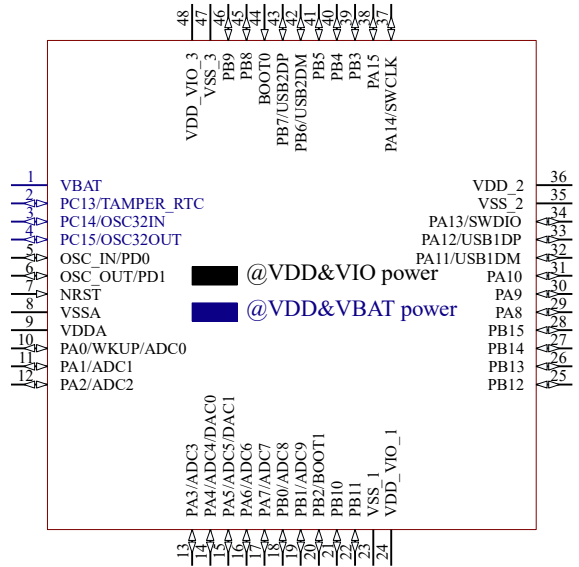 48
47
46
45
44
43
42
41
40
39
38
37
VDD_VIO_3
VSS_3
PB9
PB8
BOOT0
PB7/USB2DP
PB6/USB2DM
PB5
PB4
PB3
PA15
PA14/SWCLK
1 VBAT
2 PC13/TAMPER_RTC
3 PC14/OSC32IN
4 PC15/OSC32OUT
5 OSC_IN/PD0
6 OSC_OUT/PD1
7 NRST
8 VSSA
9 VDDA
10 PA0/WKUP/ADC0
11 PA1/ADC1
12 PA2/ADC2
@VDD&VIO power
@VDD&VBAT power
VDD_2 36
VSS_2 35
PA13/SWDIO 34
PA12/USB1DP 33
PA11/USB1DM 32
PA10 31
PA9 30
PA8 29
PB15 28
PB14 27
PB13 26
PB12 25
PA3/ADC3
PA4/ADC4/DAC0
PA5/ADC5/DAC1
PA6/ADC6
PA7/ADC7
PB0/ADC8
PB1/ADC9
PB2/BOOT1
PB10
PB11
VSS_1
VDD_VIO_1
13
14
15
16
17
18
19
20
21
22
23
24